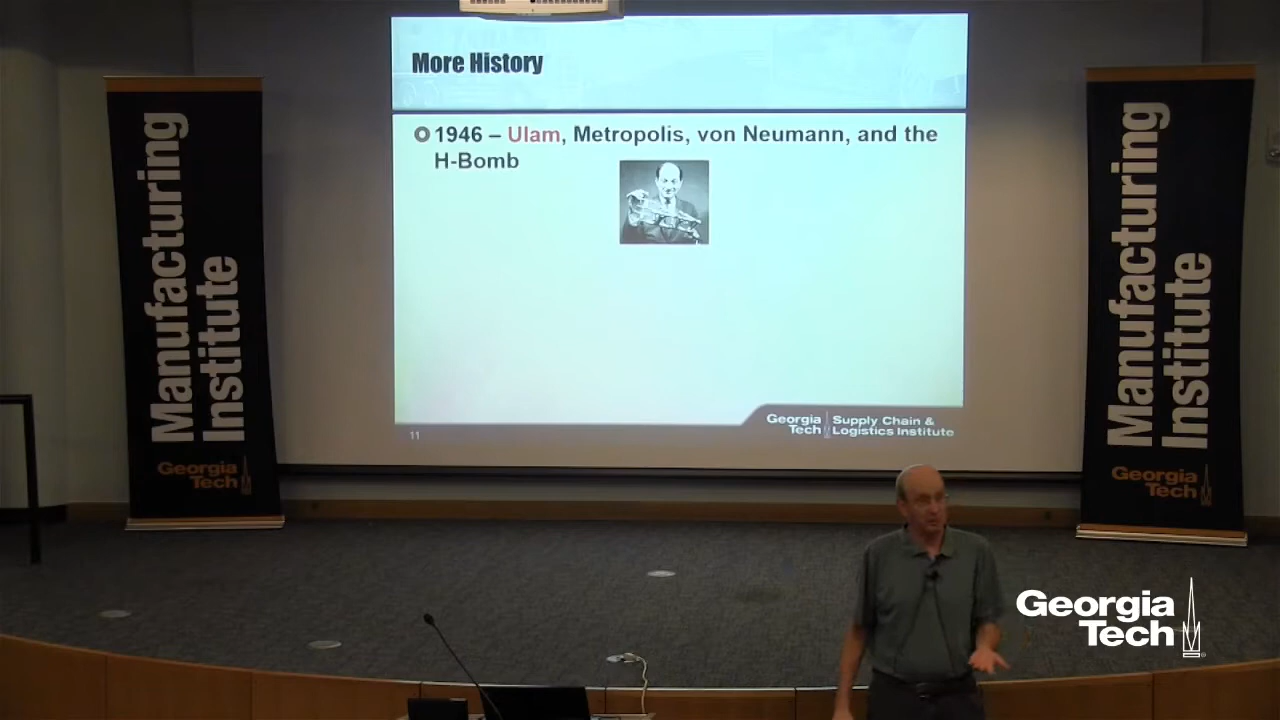 More History
1946 – Ulam, Metropolis, von Neumann, and the
H-Bomb
11
Georgia
Tech
Supply Chain &
Logistics Institute
Manufacturing
Institute
Georgia
Tech
Manufacturing
Institute
Georgia
Tech
Georgia
Tech